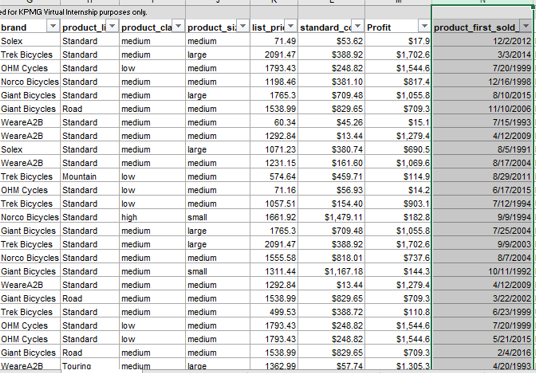 ed for KPMG Virtual Internship purposes only.
brand product_li product_cla product_siz list_pric standard_co Profit product_first_sold_
Solex Standard medium medium 71.49 $53.62 $17.9 12/2/2012
Trek Bicycles Standard medium large 2091.47 $388.92 $1,702.6 3/3/2014
OHM Cycles Standard low medium 1793.43 $248.82 $1,544.6 7/20/1999
Norco Bicycles Standard medium medium 1198.46 $381.10 $817.4 12/16/1998
Giant Bicycles Standard medium large 1765.3 $709.48 $1,055.8 8/10/2015
Giant Bicycles Road medium medium 1538.99 $829.65 $709.3 11/10/2006
WeareA2B Standard medium medium 60.34 $45.26 $15.1 7/15/1993
WeareA2B Standard medium medium 1292.84 $13.44 $1,279.4 4/12/2009
Solex Standard medium large 1071.23 $380.74 $690.5 8/5/1991
WeareA2B Standard medium medium 1231.15 $161.60 $1,069.6 8/17/2004
Trek Bicycles Mountain low medium 574.64 $459.71 $114.9 8/29/2011
OHM Cycles Standard low medium 71.16 $56.93 $14.2 6/17/2015
Trek Bicycles Standard low medium 1057.51 $154.40 $903.1 7/12/1994
Norco Bicycles Standard high small 1661.92 $1,479.11 $182.8 9/9/1994
Giant Bicycles Standard medium large 1765.3 $709.48 $1,055.8 7/25/2004
Trek Bicycles Standard medium large 2091.47 $388.92 $1,702.6 9/9/2003
Norco Bicycles Standard medium medium 1555.58 $818.01 $737.6 8/7/2004
Giant Bicycles Standard medium small 1311.44 $1,167.18 $144.3 10/11/1992
WeareA2B Standard medium medium 1292.84 $13.44 $1,279.4 4/12/2009
Giant Bicycles Road medium medium 1538.99 $829.65 $709.3 3/22/2002
Trek Bicycles Standard medium medium 499.53 $388.72 $110.8 6/23/1999
OHM Cycles Standard low medium 1793.43 $248.82 $1,544.6 7/20/1999
OHM Cycles Standard low medium 1793.43 $248.82 $1,544.6 5/21/2015
Giant Bicycles Road medium medium 1538.99 $829.65 $709.3 2/4/2016
WeareA2B Touring medium large 1362.99 $57.74 $1,305.3 4/20/1993